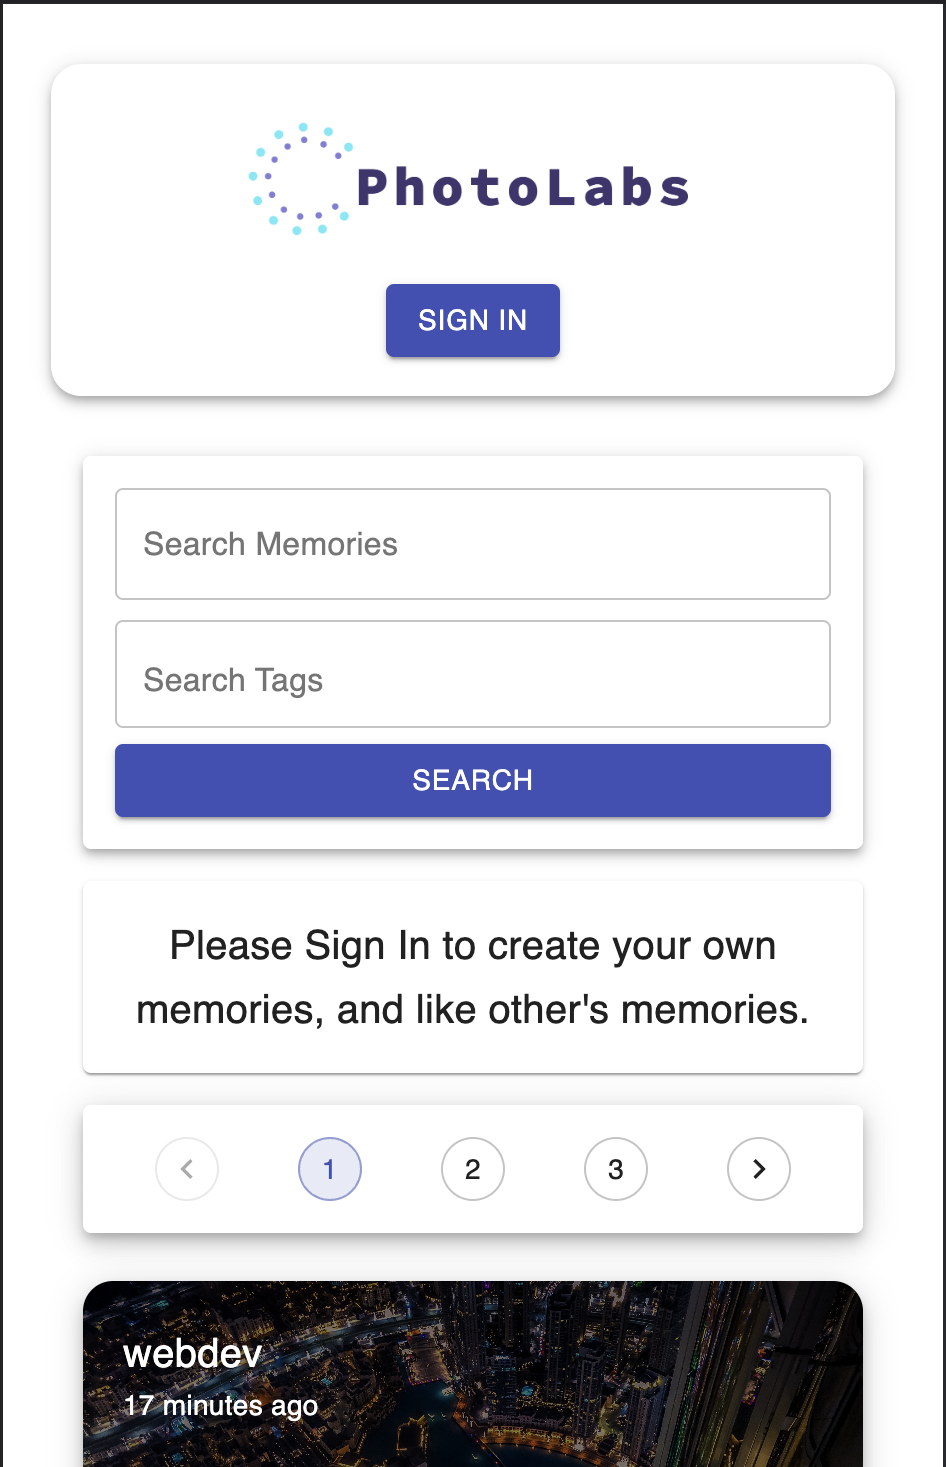 PhotoLabs
SIGN IN
Search Memories
Search Tags
SEARCH
Please Sign In to create your own
memories, and like other's memories.
1 2 3
webdev
17 minutes ago